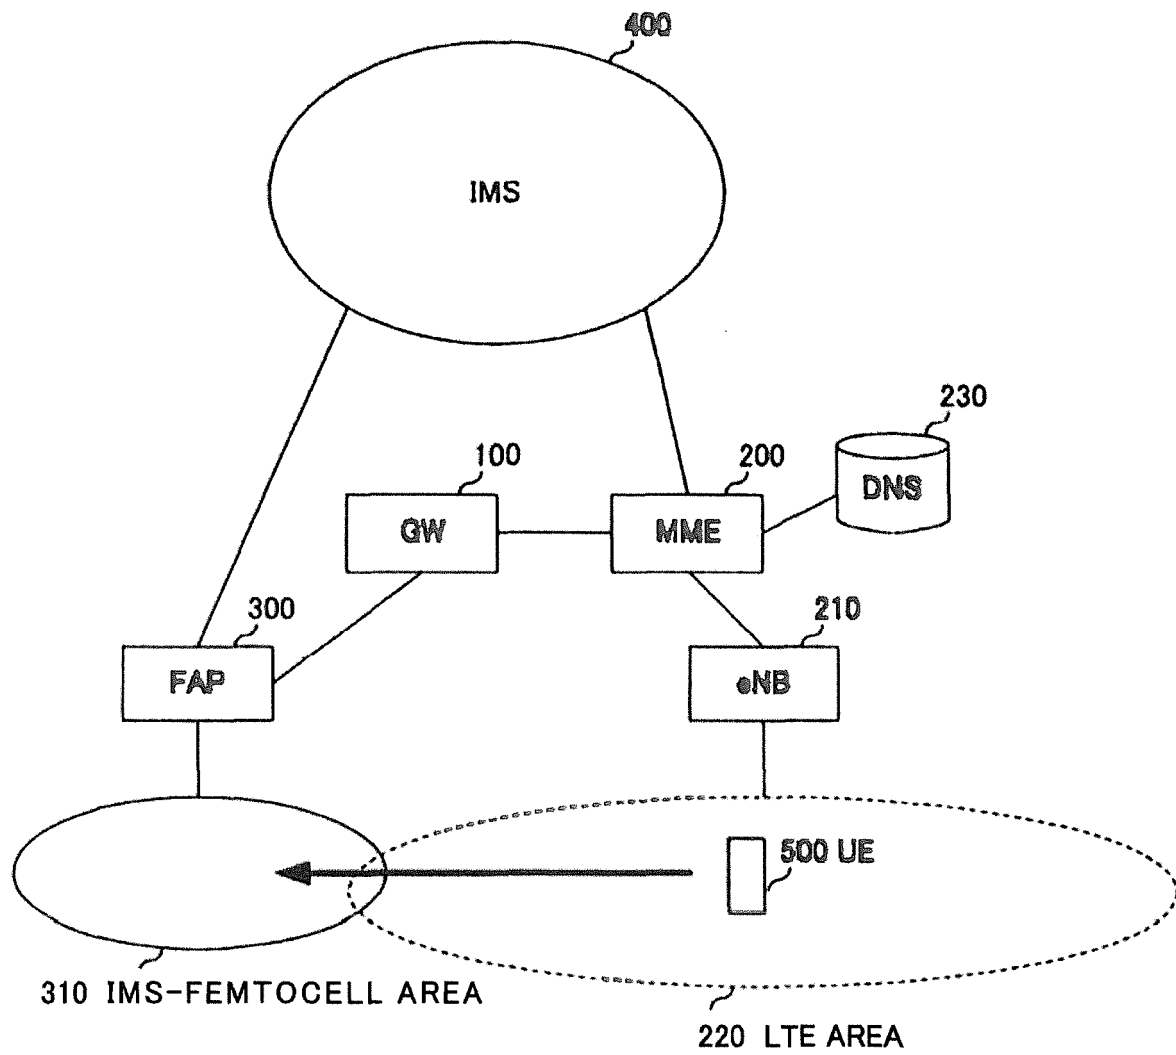 400
IMS
230
DNS
100
GW
200
MME
300
FAP
210
eNB
500 UE
310 IMS-FEMTOCELL AREA
220 LTE AREA